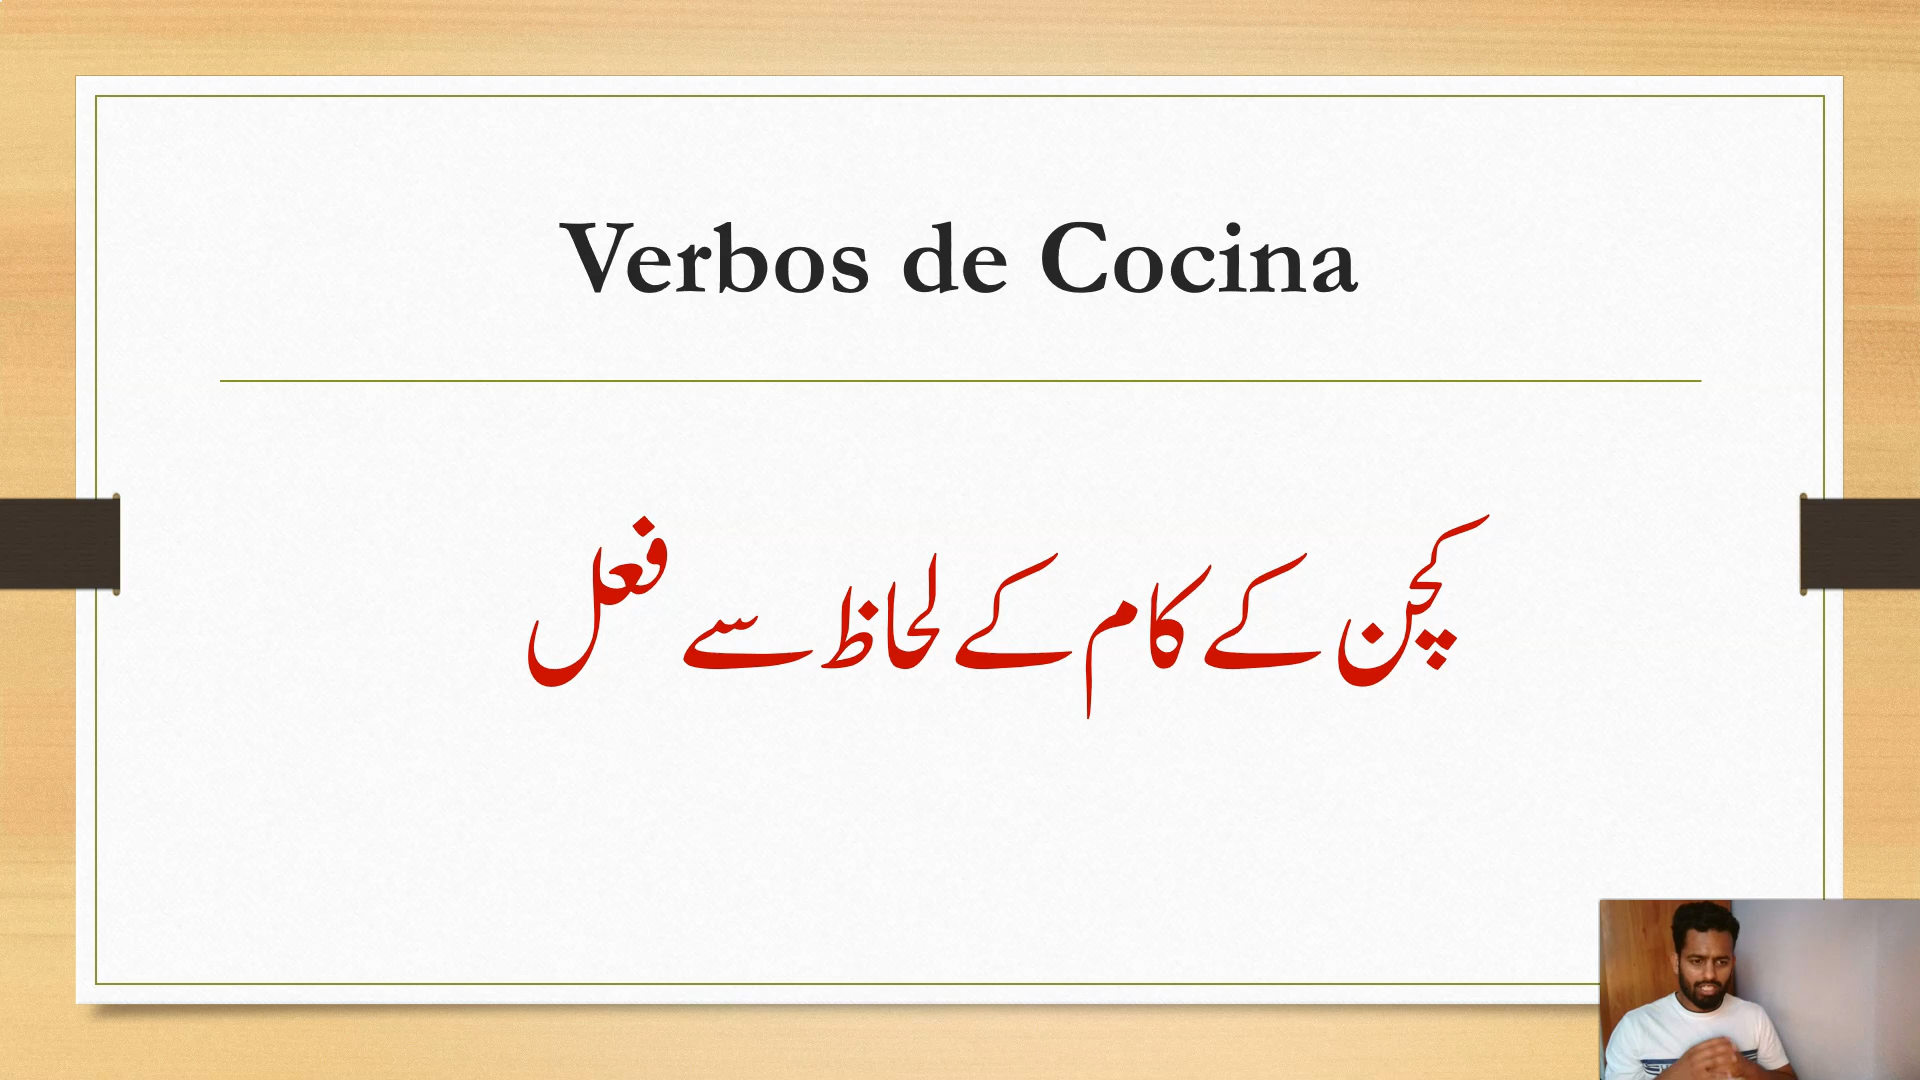 Verbos de Cocina
کچن کے کام کے لحاظ سے فعل